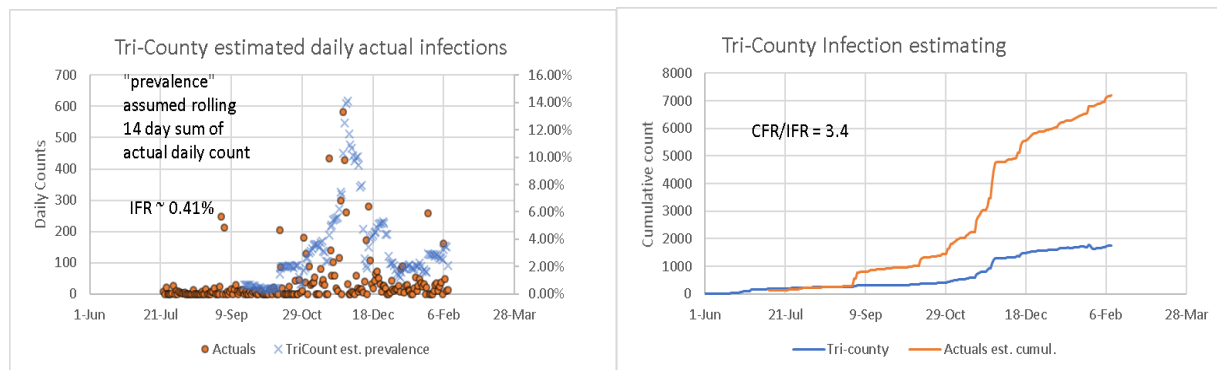 Tri-County estimated daily actual infections
"prevalence"
assumed rolling
14 day sum of
actual daily count
IFR ~ 0.41%
Daily Counts
700
600
500
400
300
200
100
0
16.00%
14.00%
12.00%
10.00%
8.00%
6.00%
4.00%
2.00%
0.00%
1-Jun 21-Jul 9-Sep 29-Oct 18-Dec 6-Feb 28-Mar
Actuals TriCount est. prevalence
Tri-County Infection estimating
CFR/IFR = 3.4
Cumulative count
8000
7000
6000
5000
4000
3000
2000
1000
0
1-Jun 21-Jul 9-Sep 29-Oct 18-Dec 6-Feb 28-Mar
Tri-county Actuals est. cumul.